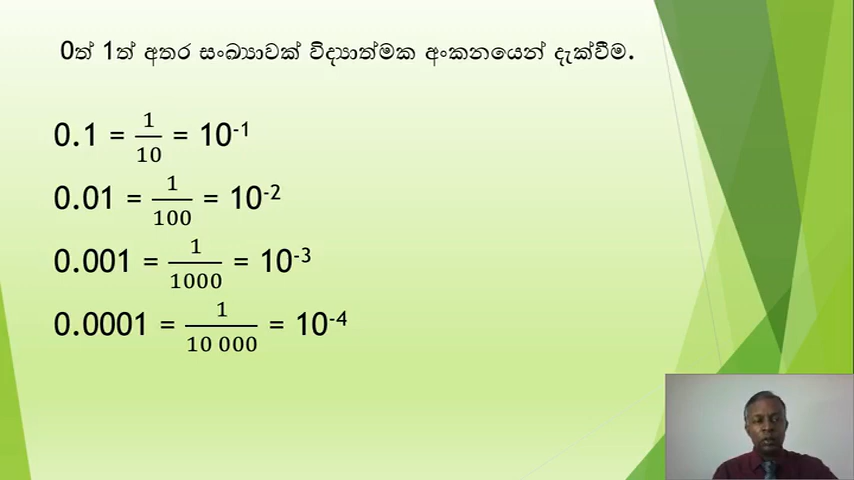 0ත් 1ත් අතර සංඛ්‍යාවක් විද්‍යාත්මක අංකනයෙන් දැක්වීම.
0.1 = 1/10 = 10⁻¹
0.01 = 1/100 = 10⁻²
0.001 = 1/1000 = 10⁻³
0.0001 = 1/10 000 = 10⁻⁴